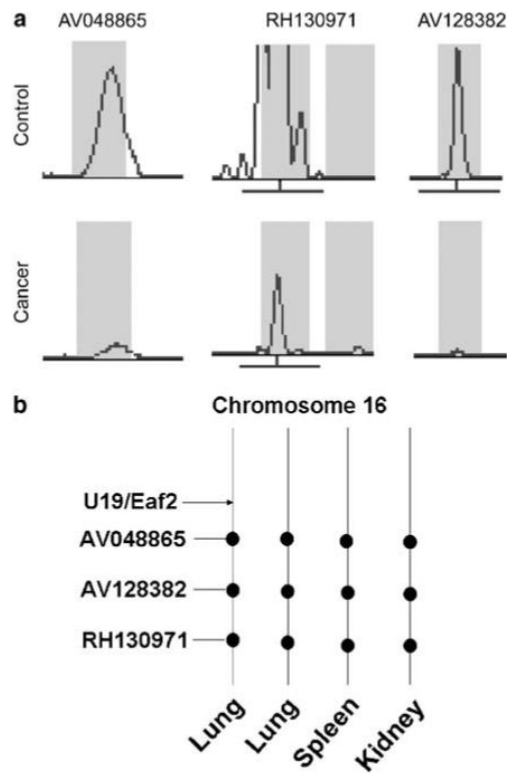 a AV048865 RH130971 AV128382
Control
Cancer
b Chromosome 16
U19/Eaf2
AV048865
AV128382
RH130971
Lung Lung Spleen Kidney